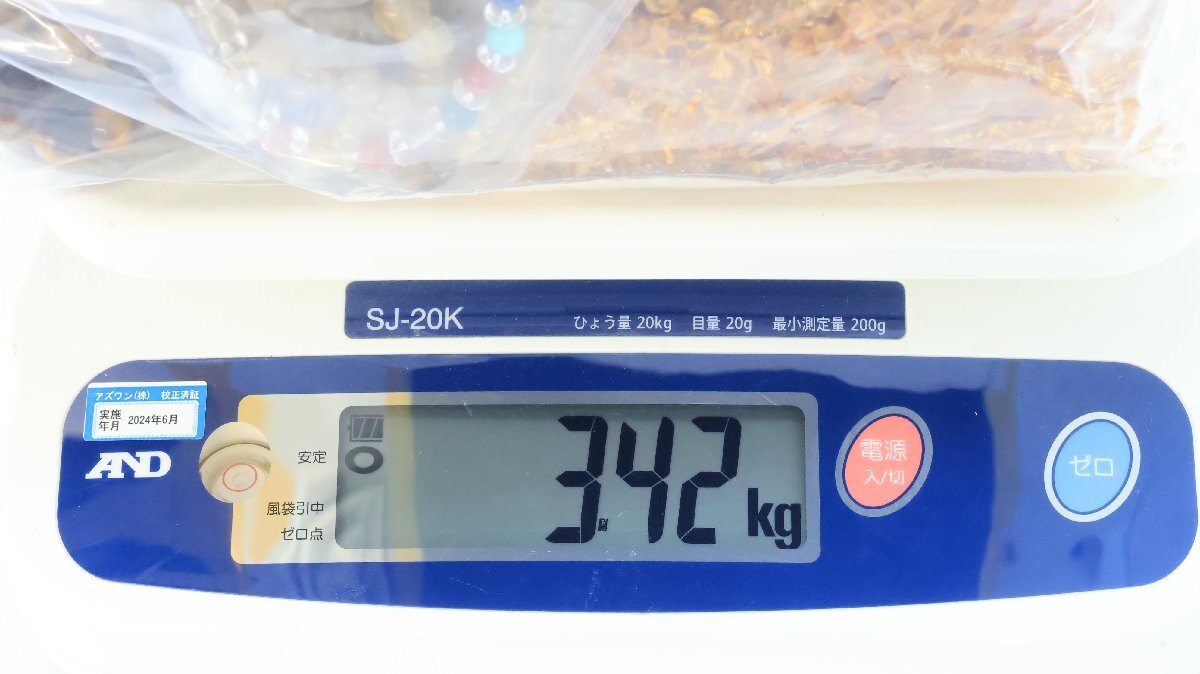 SJ-20K ひょう量 20kg 目量 20g 最小測定量 200g
アズワン(株) 校正済証
実施年月 2024年6月
AND
安定
風袋引中
ゼロ点
3.42 kg
電源
入/切
ゼロ